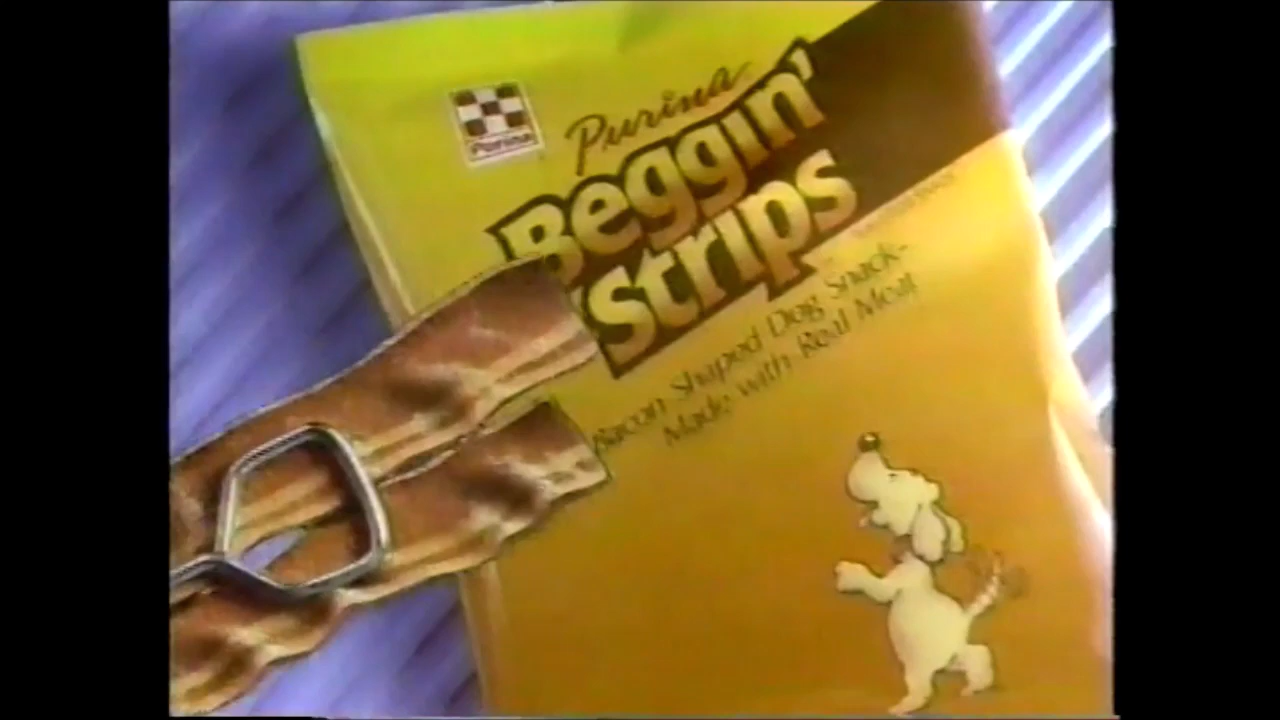 Purina
Purina
Beggin'
Strips
Bacon Shaped Dog Snack-
Made with Real Meat